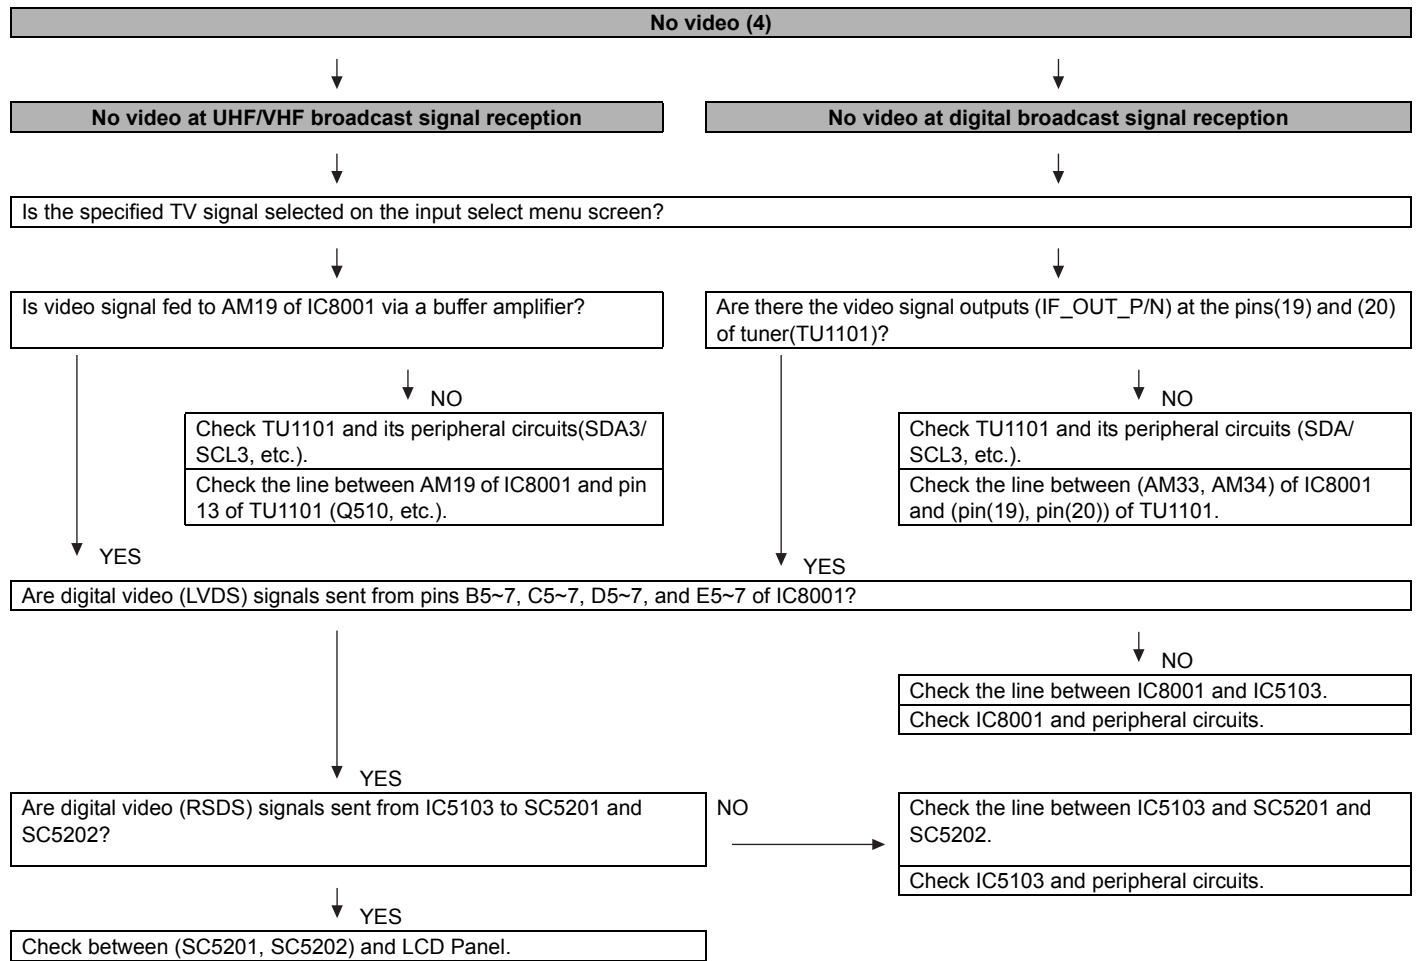 No video (4)
No video at UHF/VHF broadcast signal reception
No video at digital broadcast signal reception
Is the specified TV signal selected on the input select menu screen?
Is video signal fed to AM19 of IC8001 via a buffer amplifier?
Are there the video signal outputs (IF_OUT_P/N) at the pins(19) and (20)
of tuner(TU1101)?
NO
Check TU1101 and its peripheral circuits(SDA3/
SCL3, etc.).
Check the line between AM19 of IC8001 and pin
13 of TU1101 (Q510, etc.).
NO
Check TU1101 and its peripheral circuits (SDA/
SCL3, etc.).
Check the line between (AM33, AM34) of IC8001
and (pin(19), pin(20)) of TU1101.
YES
YES
Are digital video (LVDS) signals sent from pins B5~7, C5~7, D5~7, and E5~7 of IC8001?
NO
Check the line between IC8001 and IC5103.
Check IC8001 and peripheral circuits.
YES
Are digital video (RSDS) signals sent from IC5103 to SC5201 and
SC5202?
NO
Check the line between IC5103 and SC5201 and
SC5202.
Check IC5103 and peripheral circuits.
YES
Check between (SC5201, SC5202) and LCD Panel.